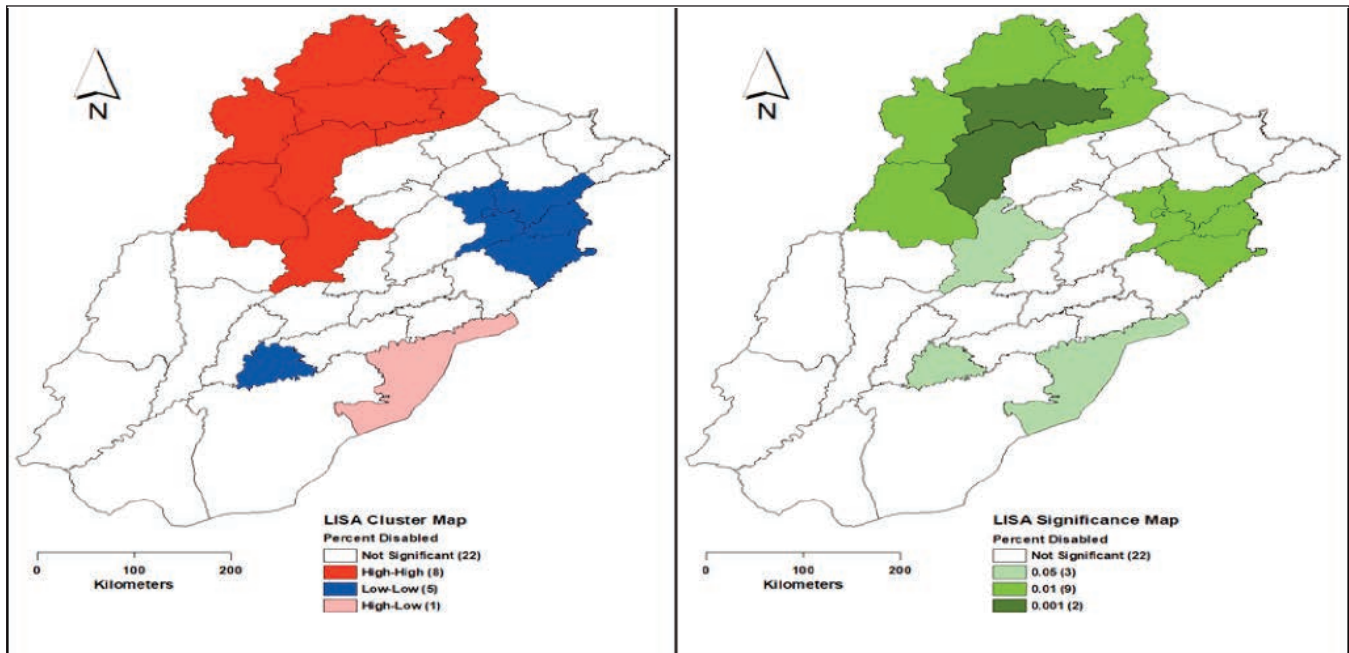 N
LISA Cluster Map
Percent Disabled
Not Significant (22)
High-High (8)
Low-Low (5)
High-Low (1)
0 100 200
Kilometers
N
LISA Significance Map
Percent Disabled
Not Significant (22)
0.05 (3)
0.01 (9)
0.001 (2)
0 100 200
Kilometers